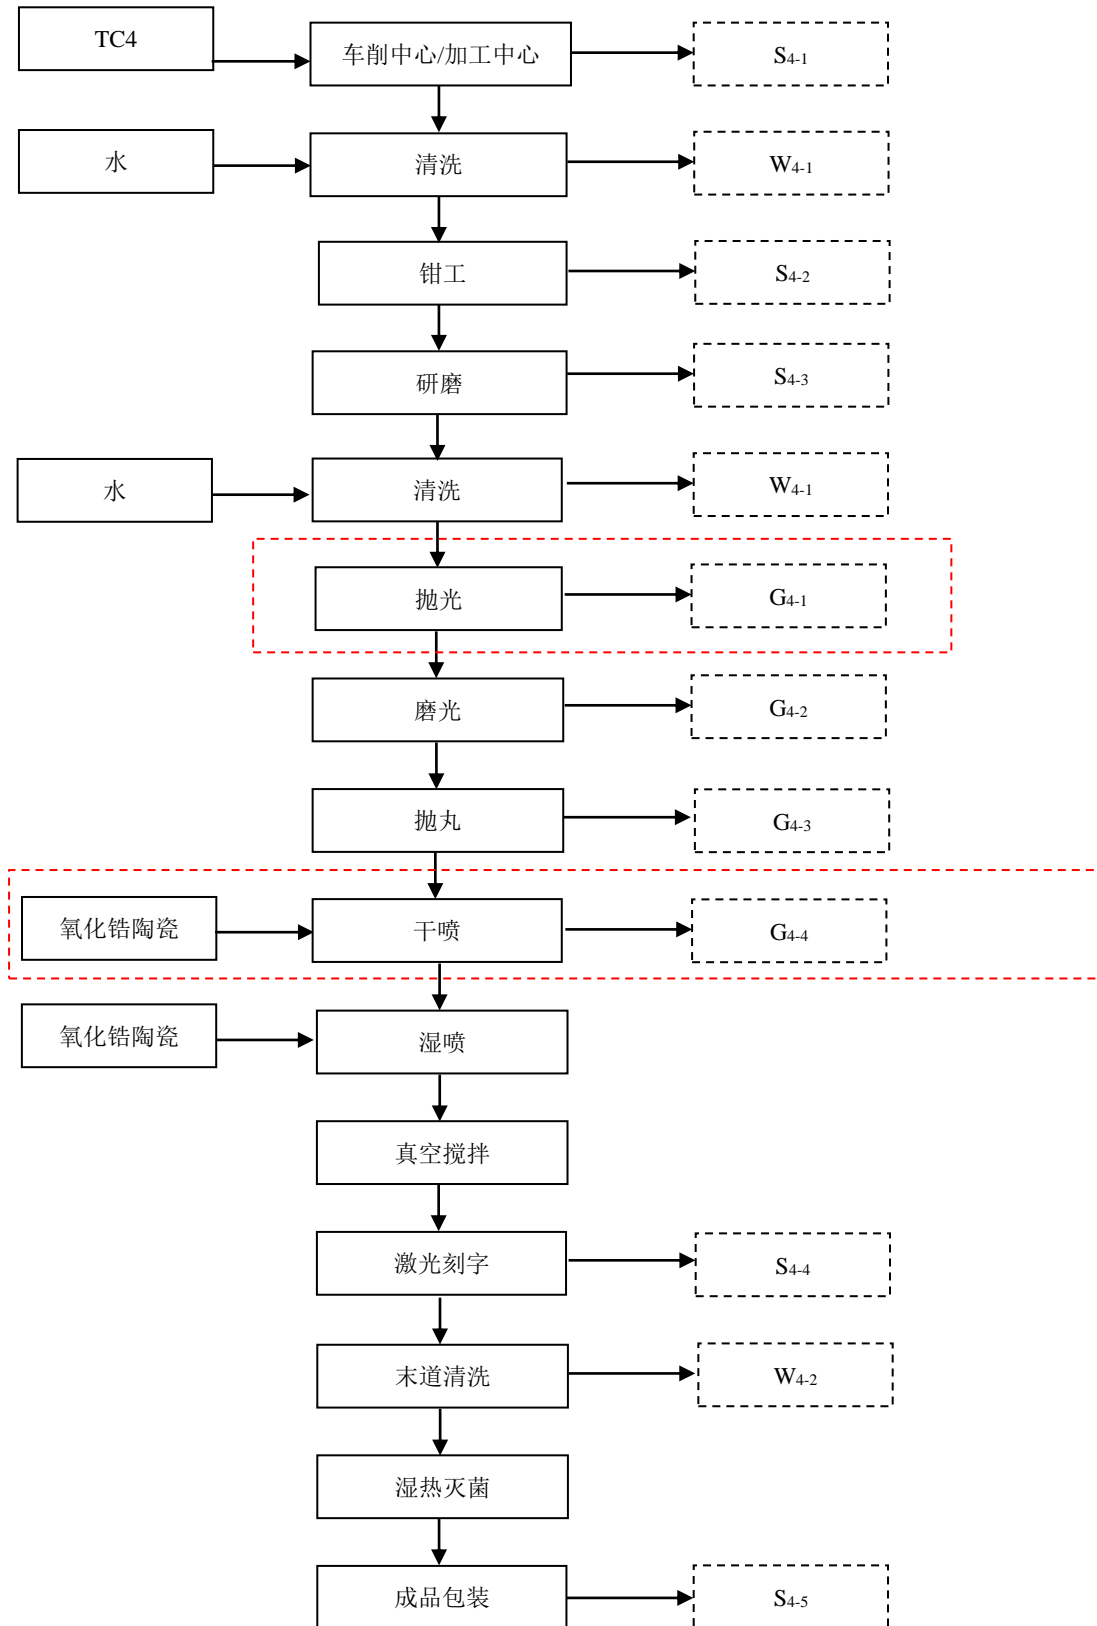 TC4
车削中心/加工中心
S4-1
水
清洗
W4-1
钳工
S4-2
研磨
S4-3
水
清洗
W4-1
抛光
G4-1
磨光
G4-2
抛丸
G4-3
氧化锆陶瓷
干喷
G4-4
氧化锆陶瓷
湿喷
真空搅拌
激光刻字
S4-4
末道清洗
W4-2
湿热灭菌
成品包装
S4-5